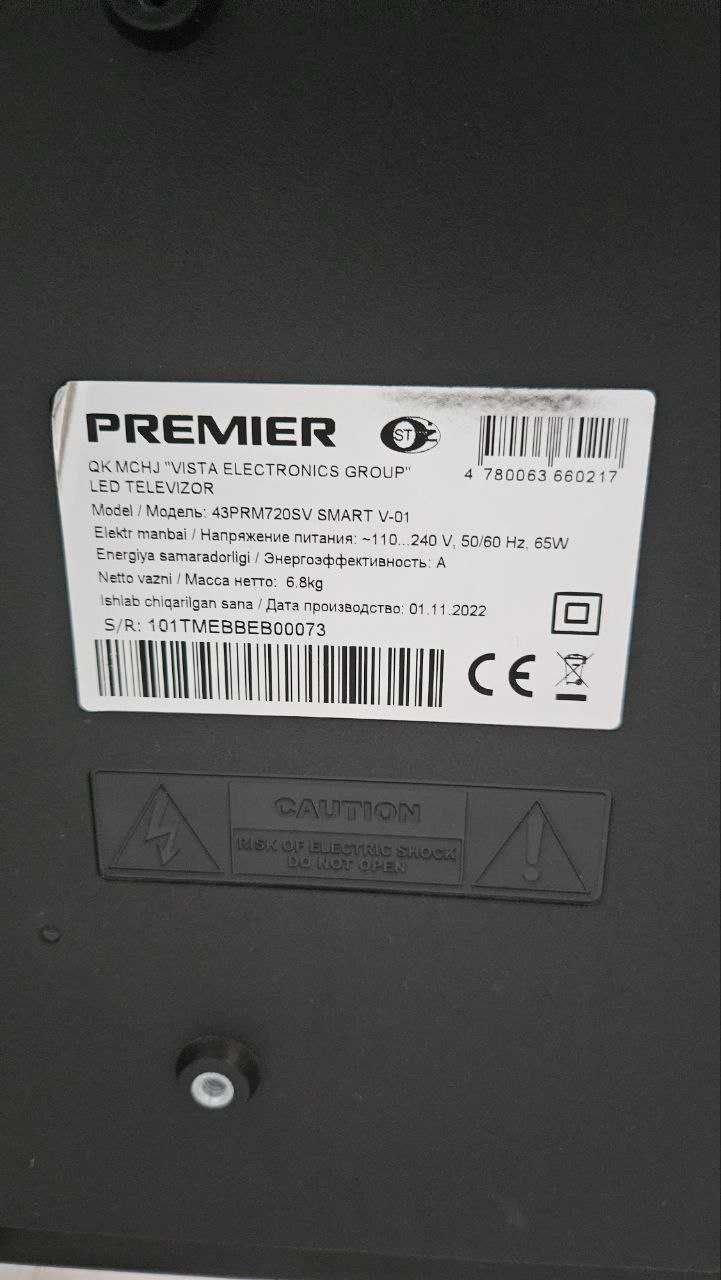 PREMIER
ST
4 780063 660217
QK MCHJ "VISTA ELECTRONICS GROUP"
LED TELEVIZOR
Model / Модель: 43PRM720SV SMART V-01
Elektr manbai / Напряжение питания: ~110...240 V, 50/60 Hz, 65W
Energiya samaradorligi / Энергоэффективность: A
Netto vazni / Масса нетто: 6.8kg
Ishlab chiqarilgan sana / Дата производство: 01.11.2022
S/R: 101TMEBBEB00073
CE
CAUTION
RISK OF ELECTRIC SHOCK
DO NOT OPEN